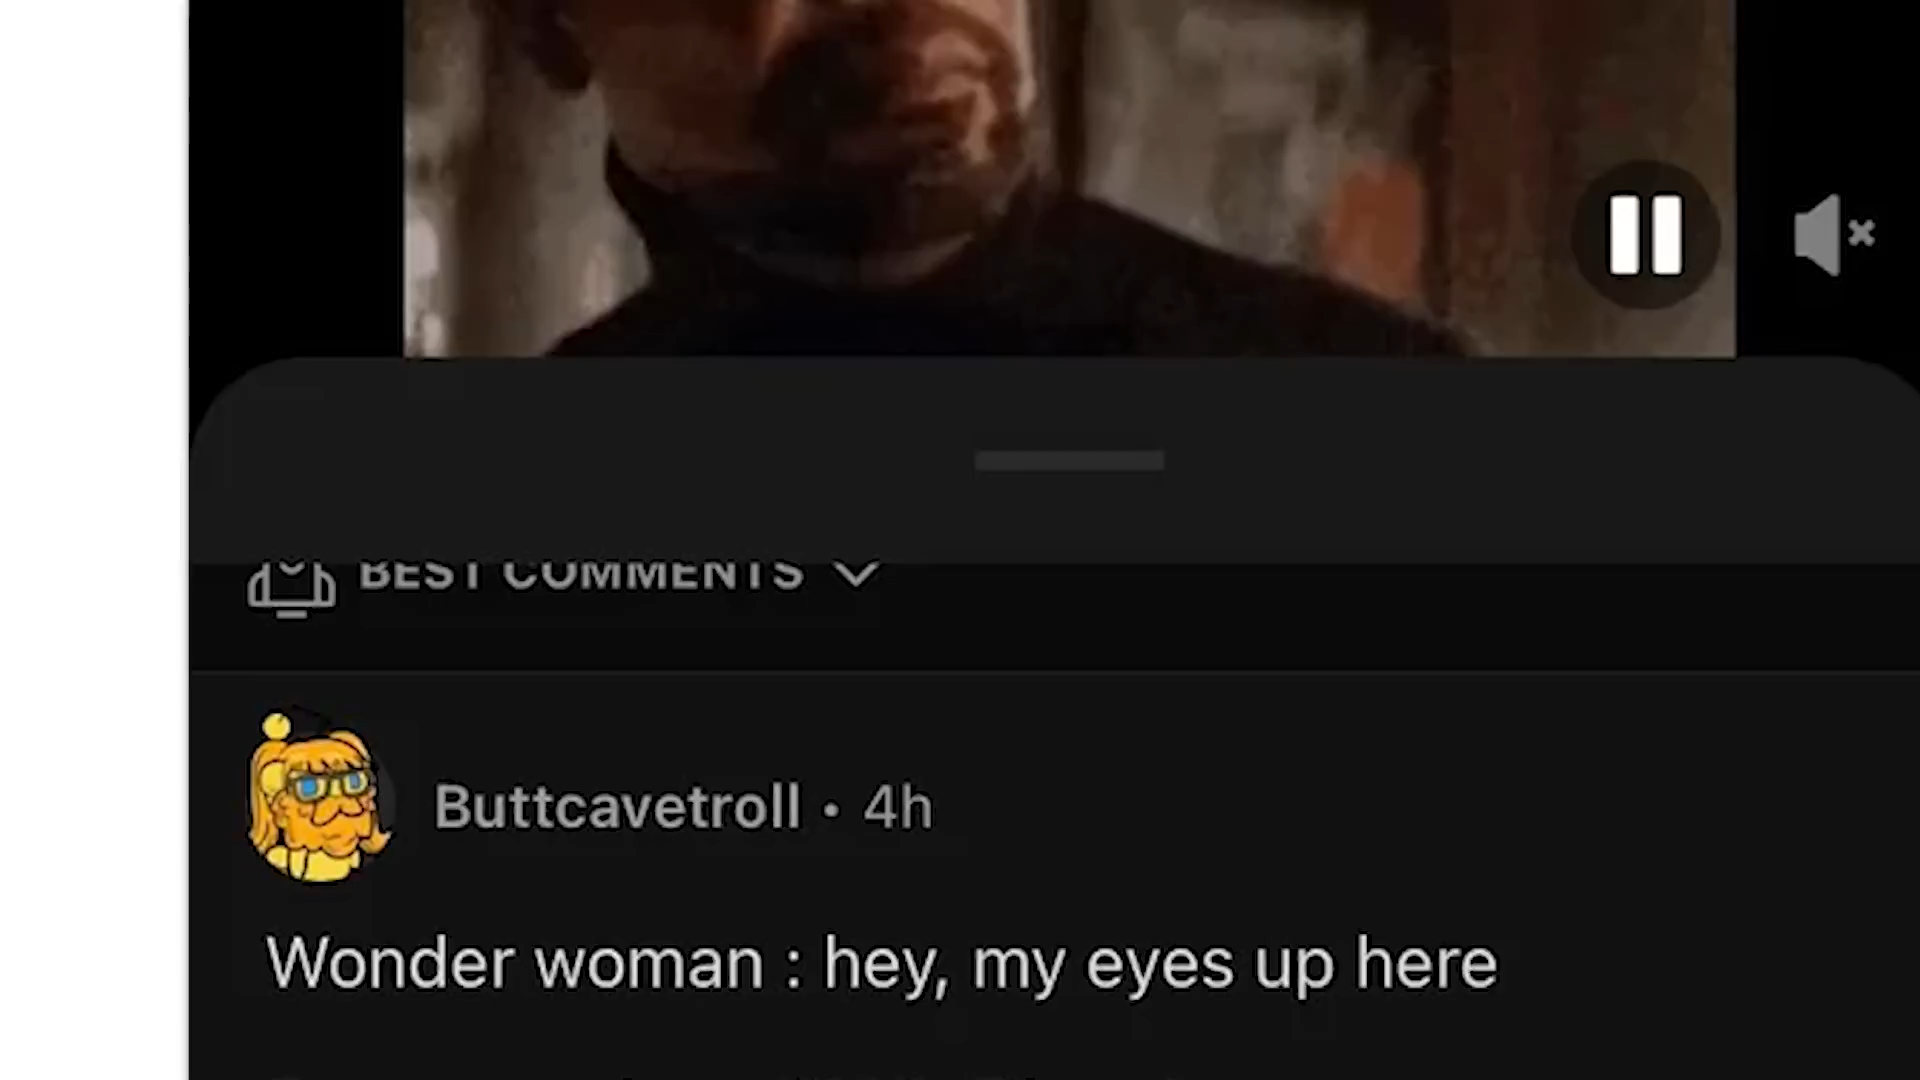 BEST COMMENTS
Buttcavetroll • 4h
Wonder woman : hey, my eyes up here